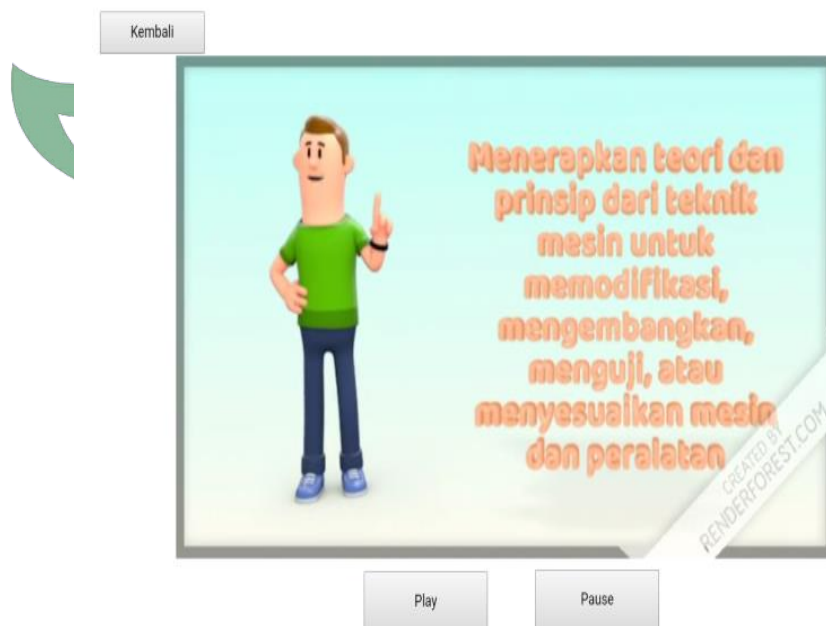 Kembali
Menerapkan teori dan
prinsip dari teknik
mesin untuk
memodifikasi,
mengembangkan,
menguji, atau
menyesuaikan mesin
dan peralatan
CREATED BY
RENDERFOREST.COM
Play
Pause